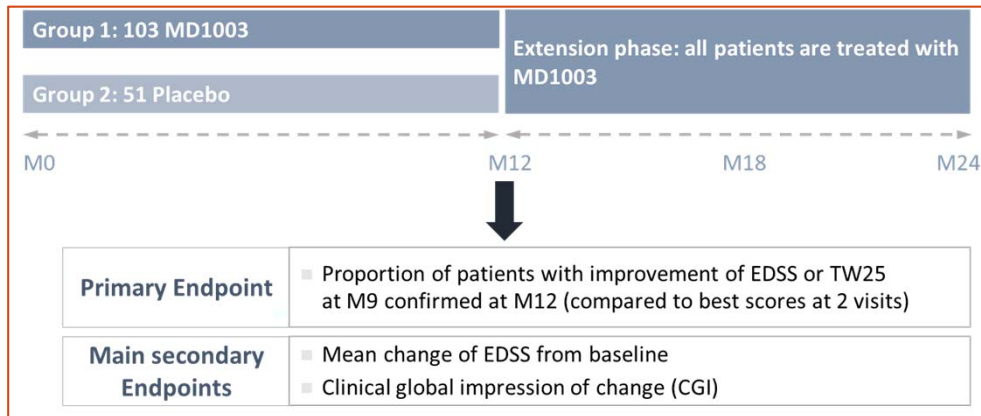 Group 1: 103 MD1003
Extension phase: all patients are treated with
MD1003
Group 2: 51 Placebo
M0
M12
M18
M24
Primary Endpoint
Proportion of patients with improvement of EDSS or TW25
at M9 confirmed at M12 (compared to best scores at 2 visits)
Main secondary
Endpoints
Mean change of EDSS from baseline
Clinical global impression of change (CGI)